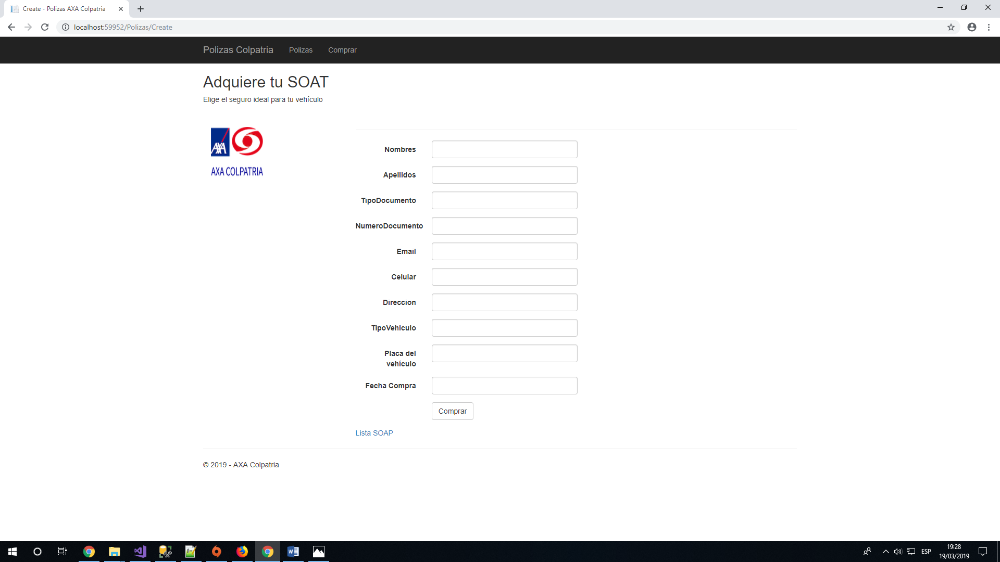 Create - Polizas AXA Colpatria
localhost:59952/Polizas/Create
Polizas Colpatria Polizas Comprar
Adquiere tu SOAT
Elige el seguro ideal para tu vehículo
AXA
AXA COLPATRIA
Nombres
Apellidos
TipoDocumento
NumeroDocumento
Email
Celular
Direccion
TipoVehiculo
Placa del
vehículo
Fecha Compra
Comprar
Lista SOAP
© 2019 - AXA Colpatria
ESP
19:28
19/03/2019